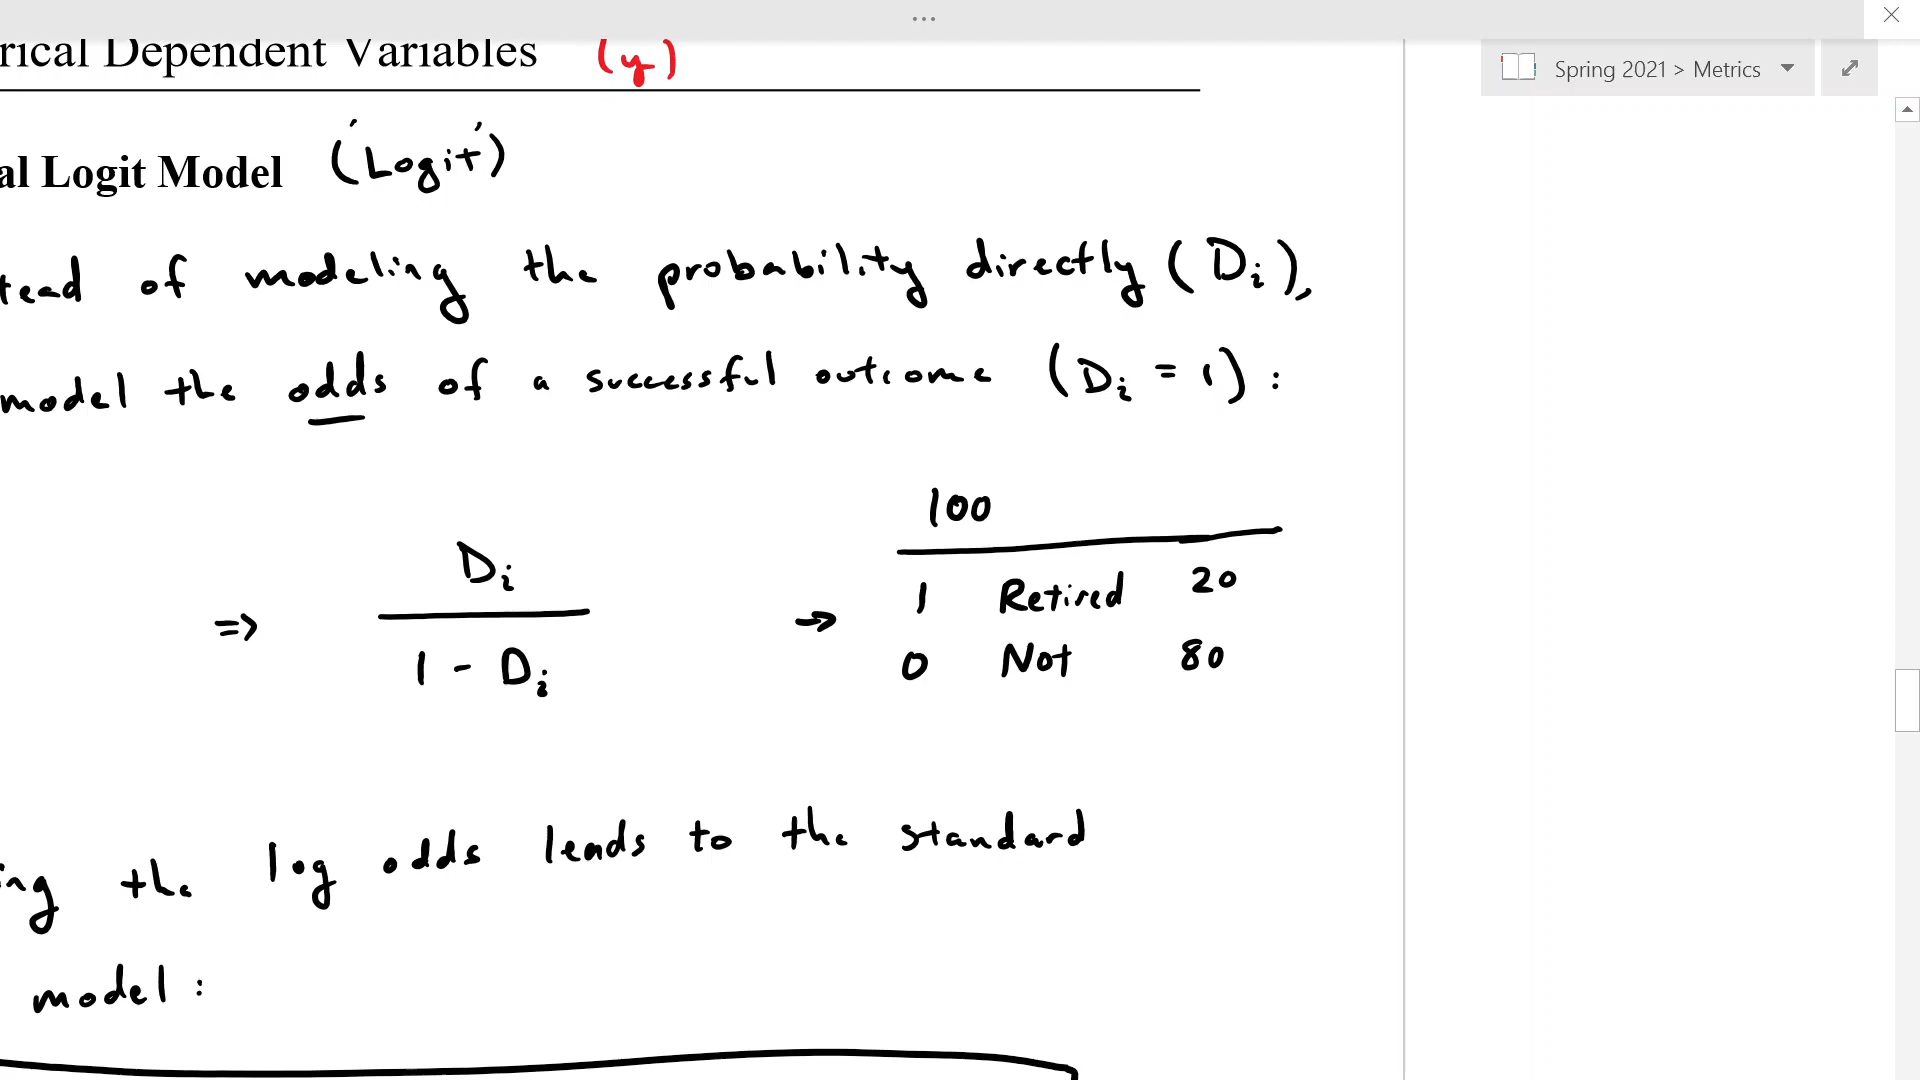 rical Dependent Variables (y)
Spring 2021 > Metrics
al Logit Model ('Logit')
tead of modeling the probability directly (Di),
model the odds of a successful outcome (Di = 1):
100
Di
1 Retired 20
=>
→
1 - Di
0 Not 80
ing the log odds leads to the standard
model: